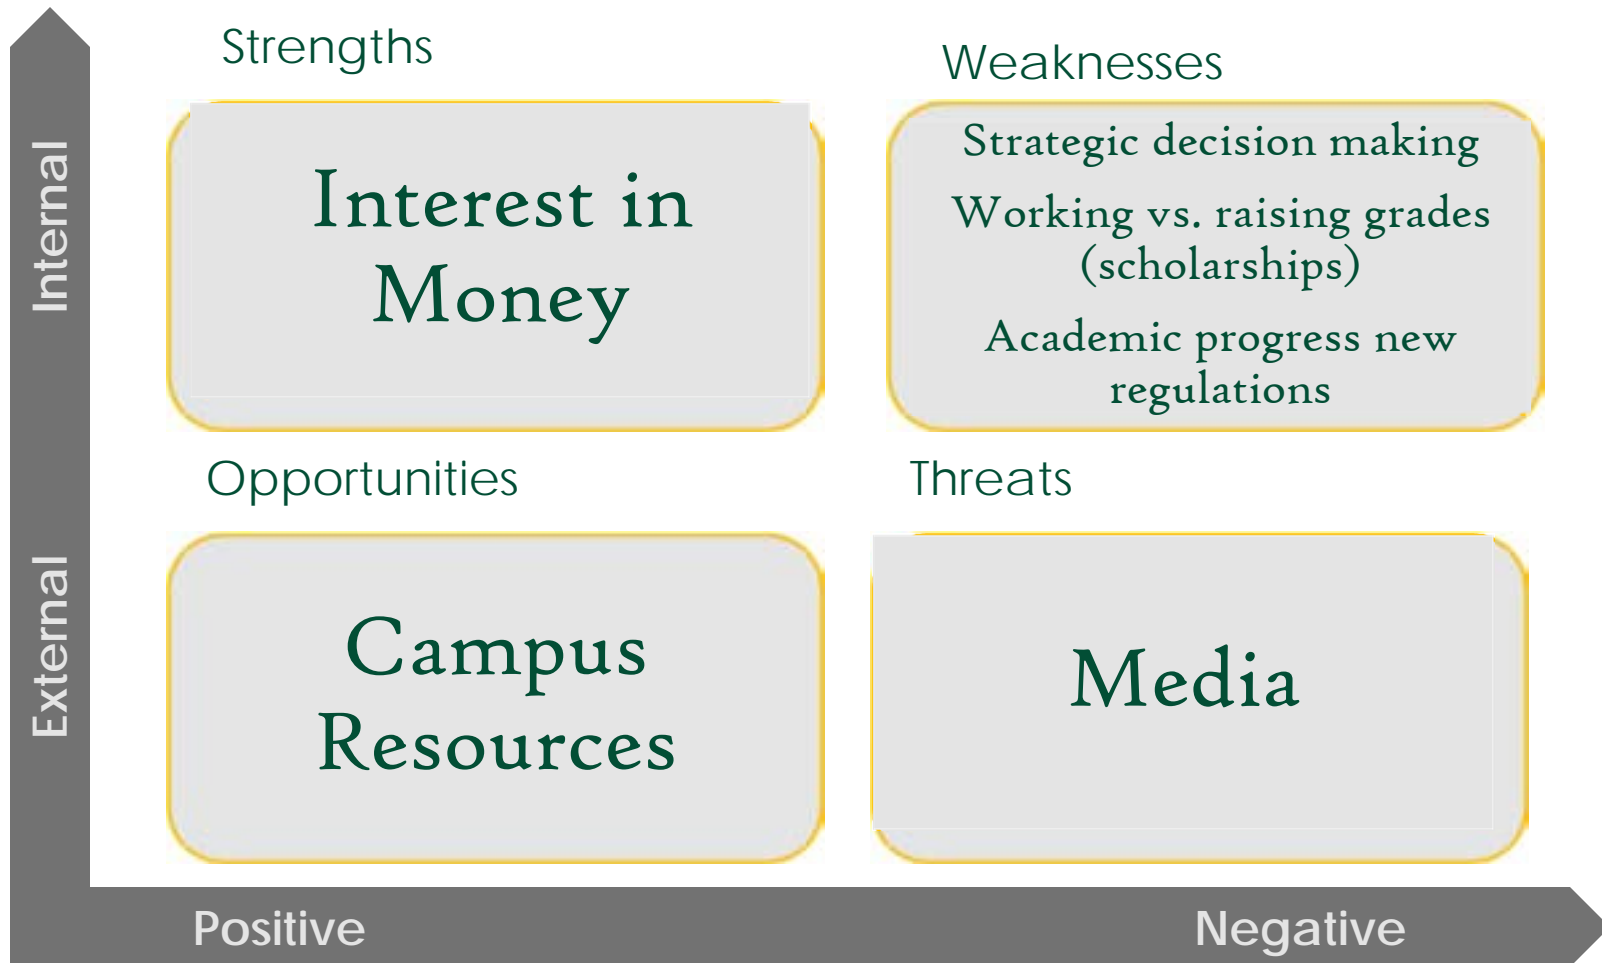 Strengths
Weaknesses
Internal
Interest in
Money
Strategic decision making
Working vs. raising grades
(scholarships)
Academic progress new
regulations
Opportunities
Threats
External
Campus
Resources
Media
Positive
Negative